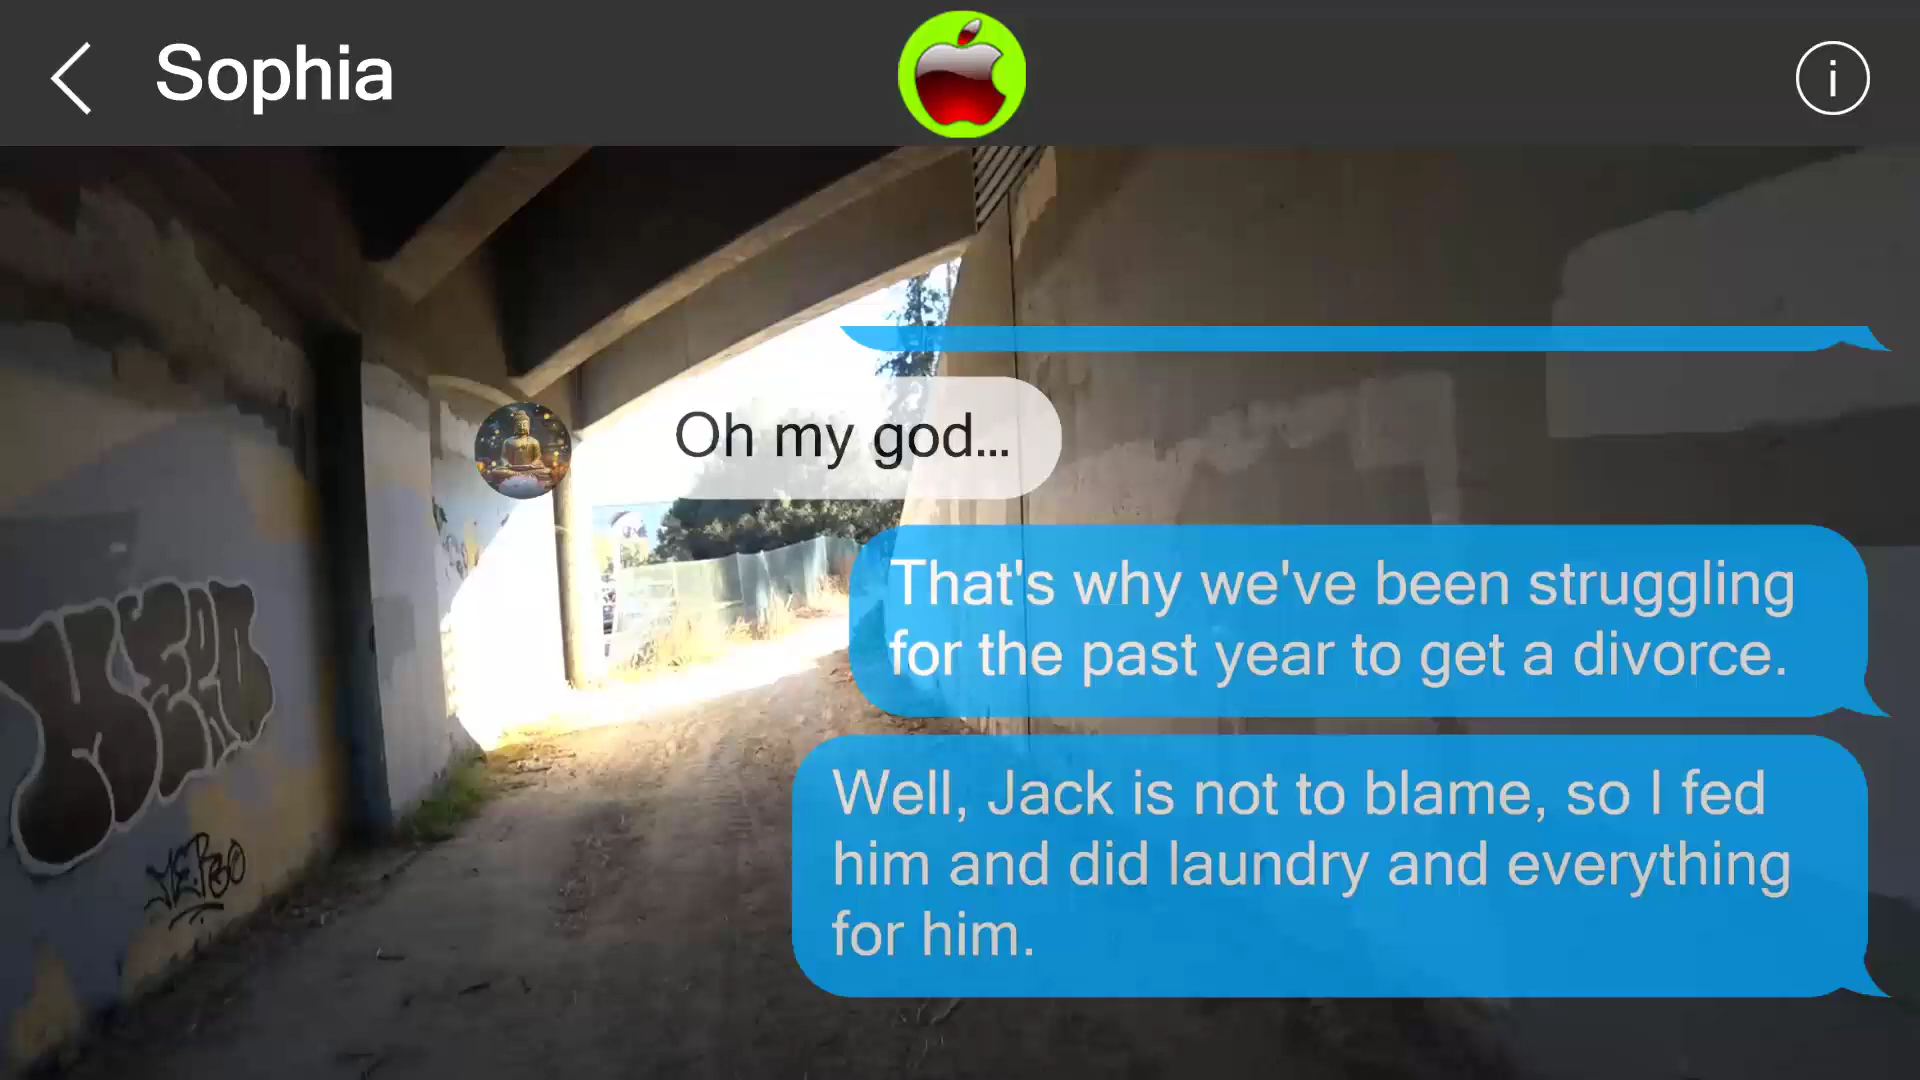 Sophia
i
Oh my god...
That's why we've been struggling
for the past year to get a divorce.
Well, Jack is not to blame, so I fed
him and did laundry and everything
for him.